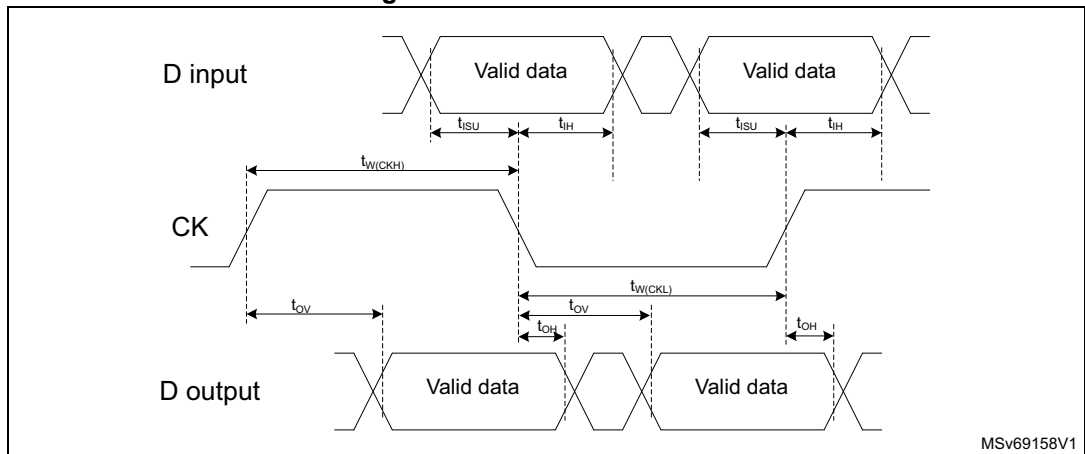 D input
Valid data
Valid data
tISU
tIH
tISU
tIH
tW(CKH)
CK
tW(CKL)
tOV
tOV
tOH
tOH
D output
Valid data
Valid data
MSv69158V1